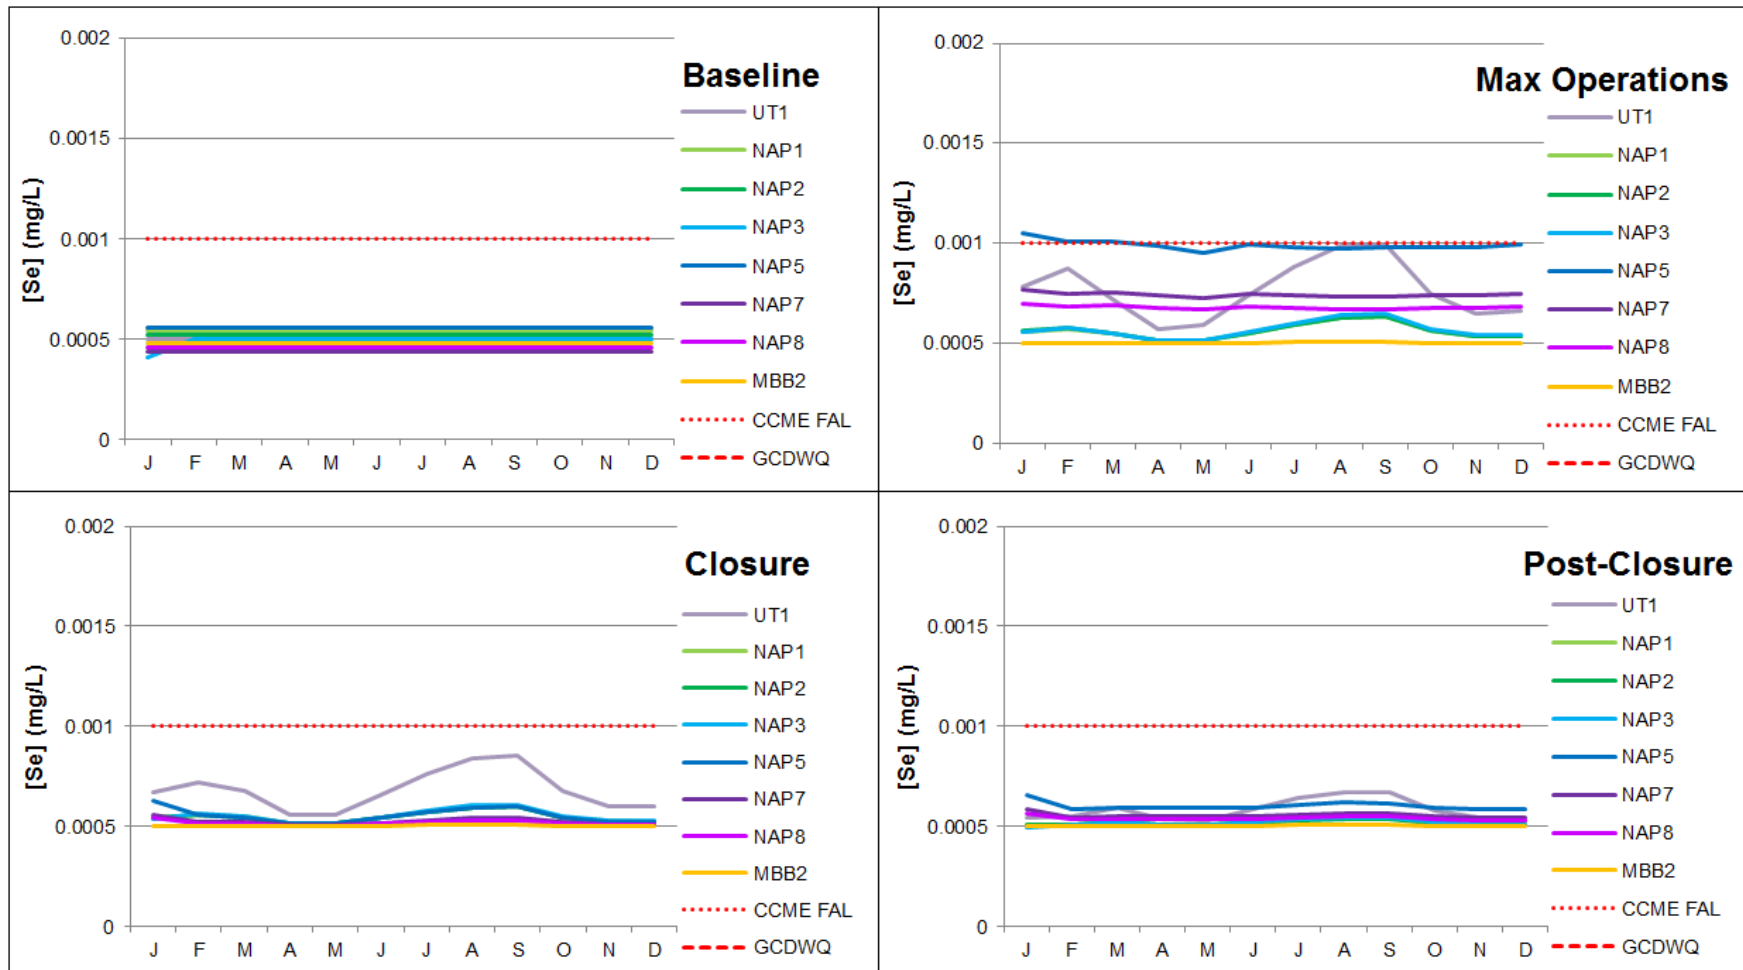 Baseline
[Se] (mg/L)
0.002
0.0015
0.001
0.0005
0
J F M A M J J A S O N D
UT1
NAP1
NAP2
NAP3
NAP5
NAP7
NAP8
MBB2
CCME FAL
GCDWQ
Max Operations
[Se] (mg/L)
0.002
0.0015
0.001
0.0005
0
J F M A M J J A S O N D
UT1
NAP1
NAP2
NAP3
NAP5
NAP7
NAP8
MBB2
CCME FAL
GCDWQ
Closure
[Se] (mg/L)
0.002
0.0015
0.001
0.0005
0
J F M A M J J A S O N D
UT1
NAP1
NAP2
NAP3
NAP5
NAP7
NAP8
MBB2
CCME FAL
GCDWQ
Post-Closure
[Se] (mg/L)
0.002
0.0015
0.001
0.0005
0
J F M A M J J A S O N D
UT1
NAP1
NAP2
NAP3
NAP5
NAP7
NAP8
MBB2
CCME FAL
GCDWQ